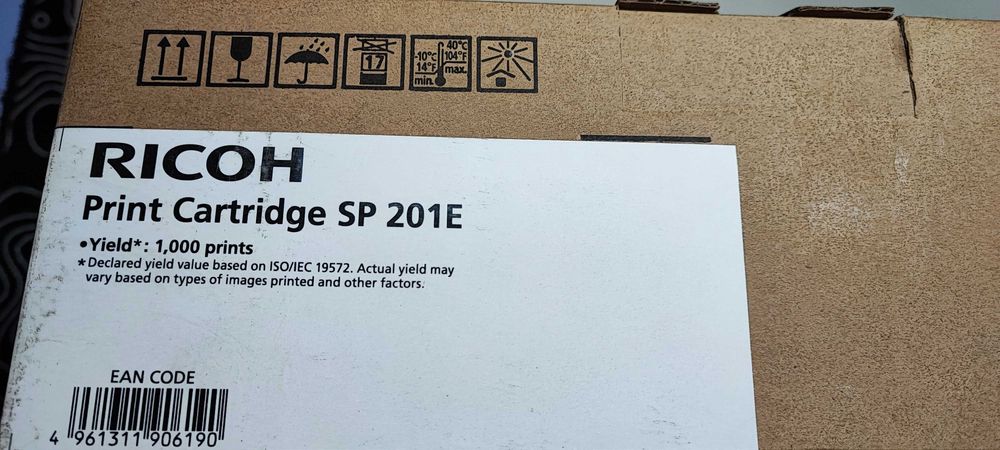 17
-10°C 40°C
14°F 104°F
min. max.
RICOH
Print Cartridge SP 201E
•Yield*: 1,000 prints
*Declared yield value based on ISO/IEC 19572. Actual yield may
vary based on types of images printed and other factors.
EAN CODE
4 961311 906190